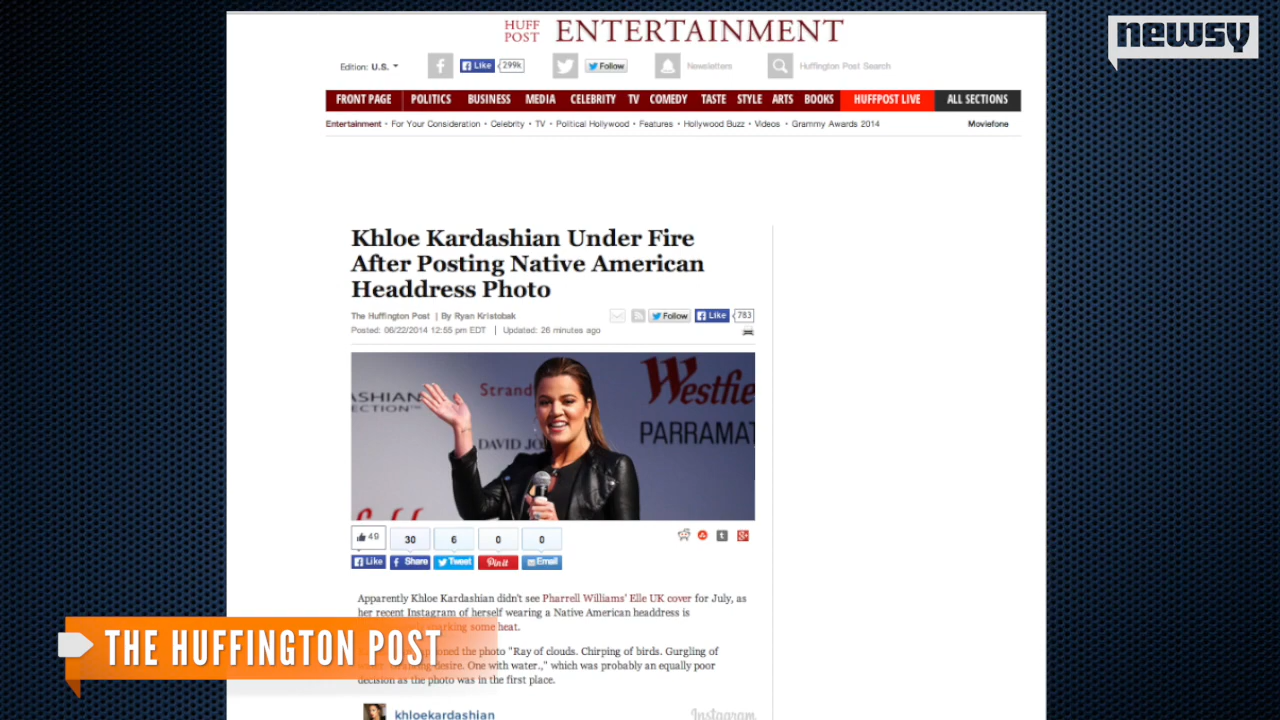 newsy
HUFF
POST
ENTERTAINMENT
Edition: U.S.
Like 299k
Follow
Newsletters
Huffington Post Search
FRONT PAGE POLITICS BUSINESS MEDIA CELEBRITY TV COMEDY TASTE STYLE ARTS BOOKS HUFFPOST LIVE ALL SECTIONS
Entertainment • For Your Consideration • Celebrity • TV • Political Hollywood • Features • Hollywood Buzz • Videos • Grammy Awards 2014 Moviefone
Khloe Kardashian Under Fire
After Posting Native American
Headdress Photo
The Huffington Post | By Ryan Kristobak
Follow Like 783
Posted: 06/22/2014 12:55 pm EDT | Updated: 26 minutes ago
ASHIAN
ECTION™
Strand
Westfie
DAVID JO
PARRAMAT
49 30 6 0 0
Like Share Tweet Pin it Email
Apparently Khloe Kardashian didn't see Pharrell Williams' Elle UK cover for July, as
her recent Instagram of herself wearing a Native American headdress is
sparking some heat.
the photo "Ray of clouds. Chirping of birds. Gurgling of
desire. One with water.," which was probably an equally poor
decision as the photo was in the first place.
THE HUFFINGTON POST
khloekardashian
Instagram